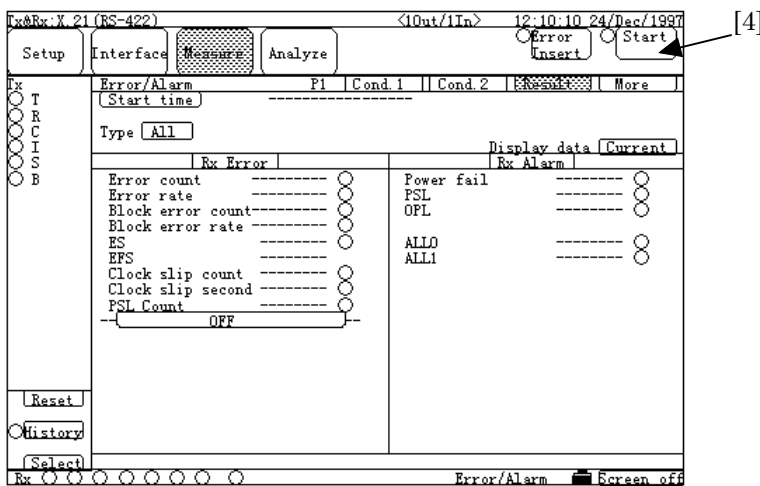 Tx&Rx:X.21(RS-422) <1Out/1In> 12:10:10 24/Dec/1997
[4]
Setup Interface Measure Analyze Error Insert Start
Tx Error/Alarm P1 Cond.1 Cond.2 Result More
T Start time ---------------------
R
C Type All
I Display data Current
S Rx Error Rx Alarm
B Error count --------- Power fail --------
Error rate -------- PSL --------
Block error count--------- OPL --------
Block error rate --------
ES -------- ALL0 --------
EFS -------- ALL1 --------
Clock slip count --------
Clock slip second --------
PSL Count --------
OFF
Reset
History
Select
Rx Error/Alarm Screen off